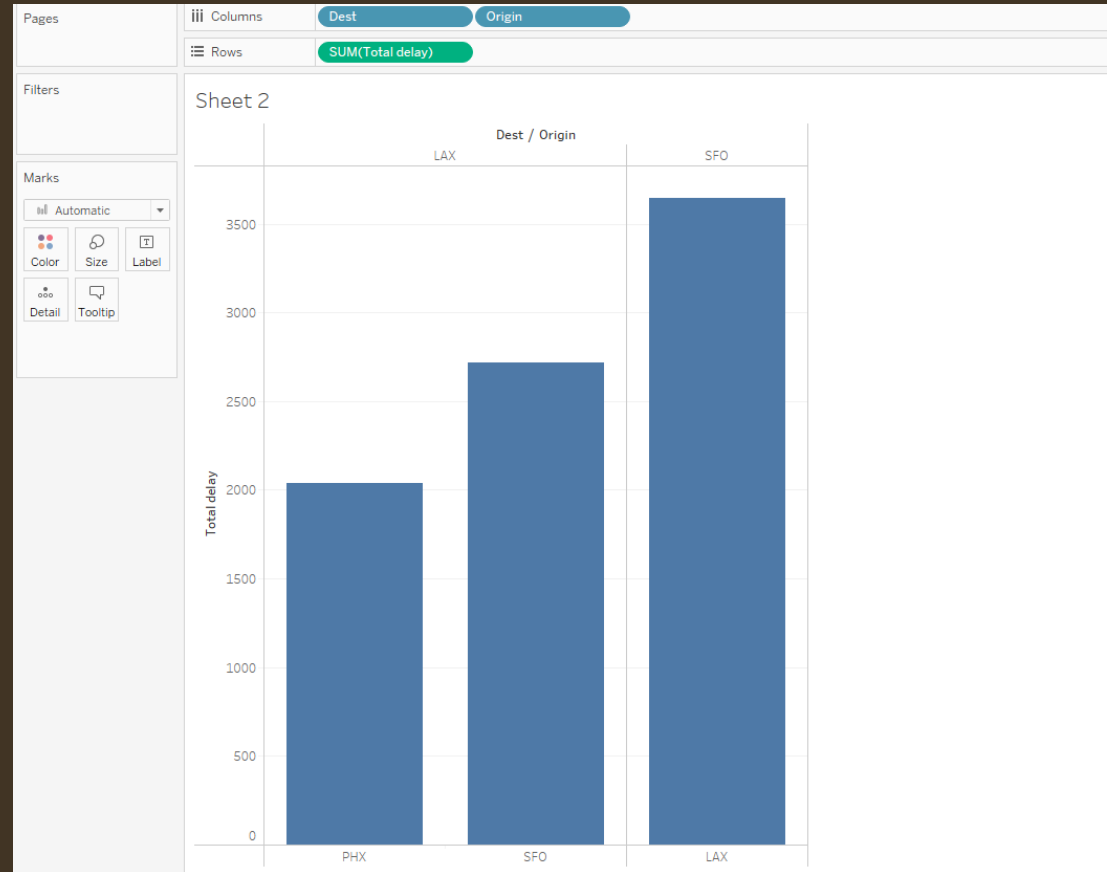 Pages
Columns
Dest
Origin
Rows
SUM(Total delay)
Filters
Marks
Automatic
Color
Size
T
Label
Detail
Tooltip
Sheet 2
Dest / Origin
LAX
SFO
Total delay
3500
3000
2500
2000
1500
1000
500
0
PHX
SFO
LAX